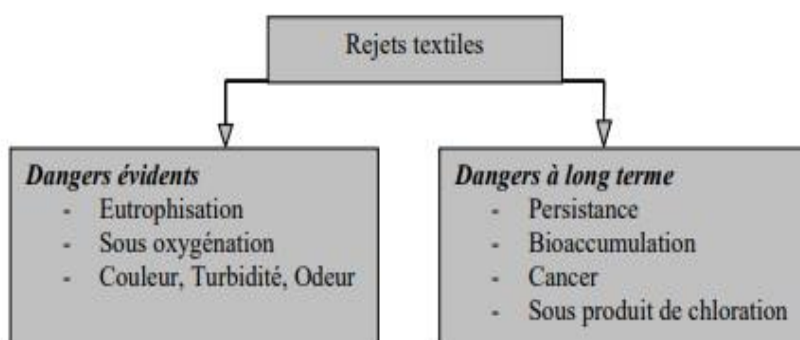 Rejets textiles
Dangers évidents
- Eutrophisation
- Sous oxygénation
- Couleur, Turbidité, Odeur
Dangers à long terme
- Persistance
- Bioaccumulation
- Cancer
- Sous produit de chloration